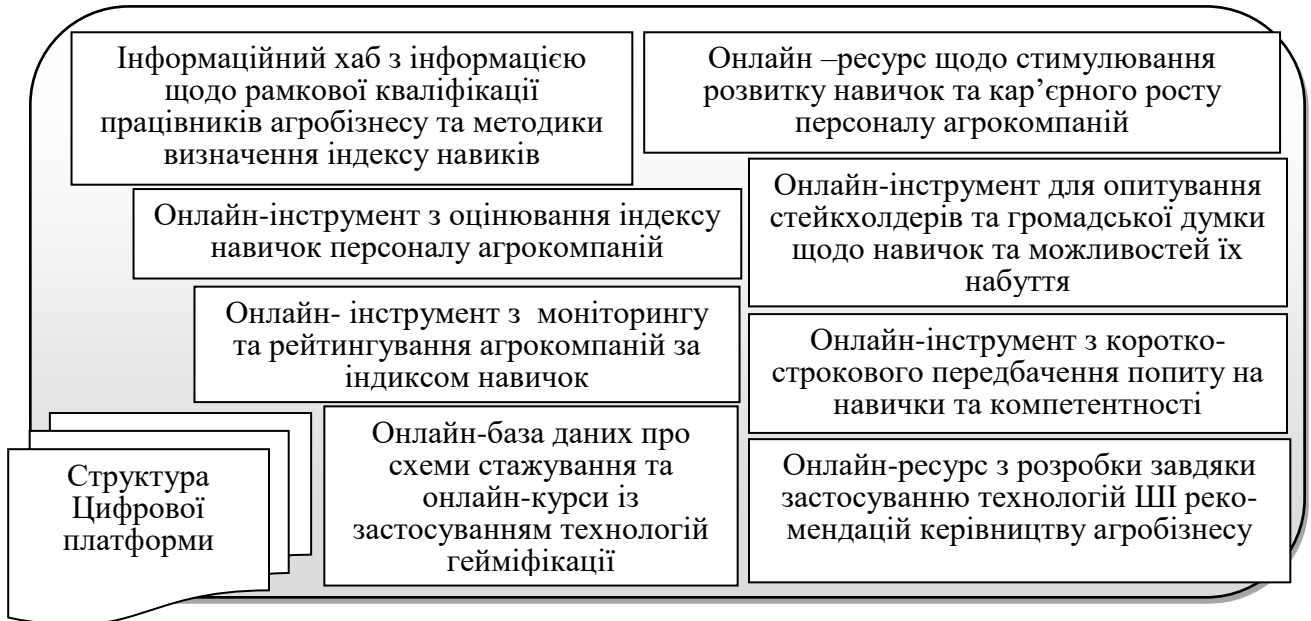 Інформаційний хаб з інформацією
щодо рамкової кваліфікації
працівників агробізнесу та методики
визначення індексу навиків
Онлайн –ресурс щодо стимулювання
розвитку навичок та кар’єрного росту
персоналу агрокомпаній
Онлайн-інструмент з оцінювання індексу
навичок персоналу агрокомпаній
Онлайн-інструмент для опитування
стейкхолдерів та громадської думки
щодо навичок та можливостей їх
набуття
Онлайн- інструмент з моніторингу
та рейтингування агрокомпаній за
індиксом навичок
Онлайн-інструмент з коротко-
строкового передбачення попиту на
навички та компетентності
Онлайн-база даних про
схеми стажування та
онлайн-курси із
застосуванням технологій
гейміфікації
Онлайн-ресурс з розробки завдяки
застосуванню технологій ШІ реко-
мендацій керівництву агробізнесу
Структура
Цифрової
платформи